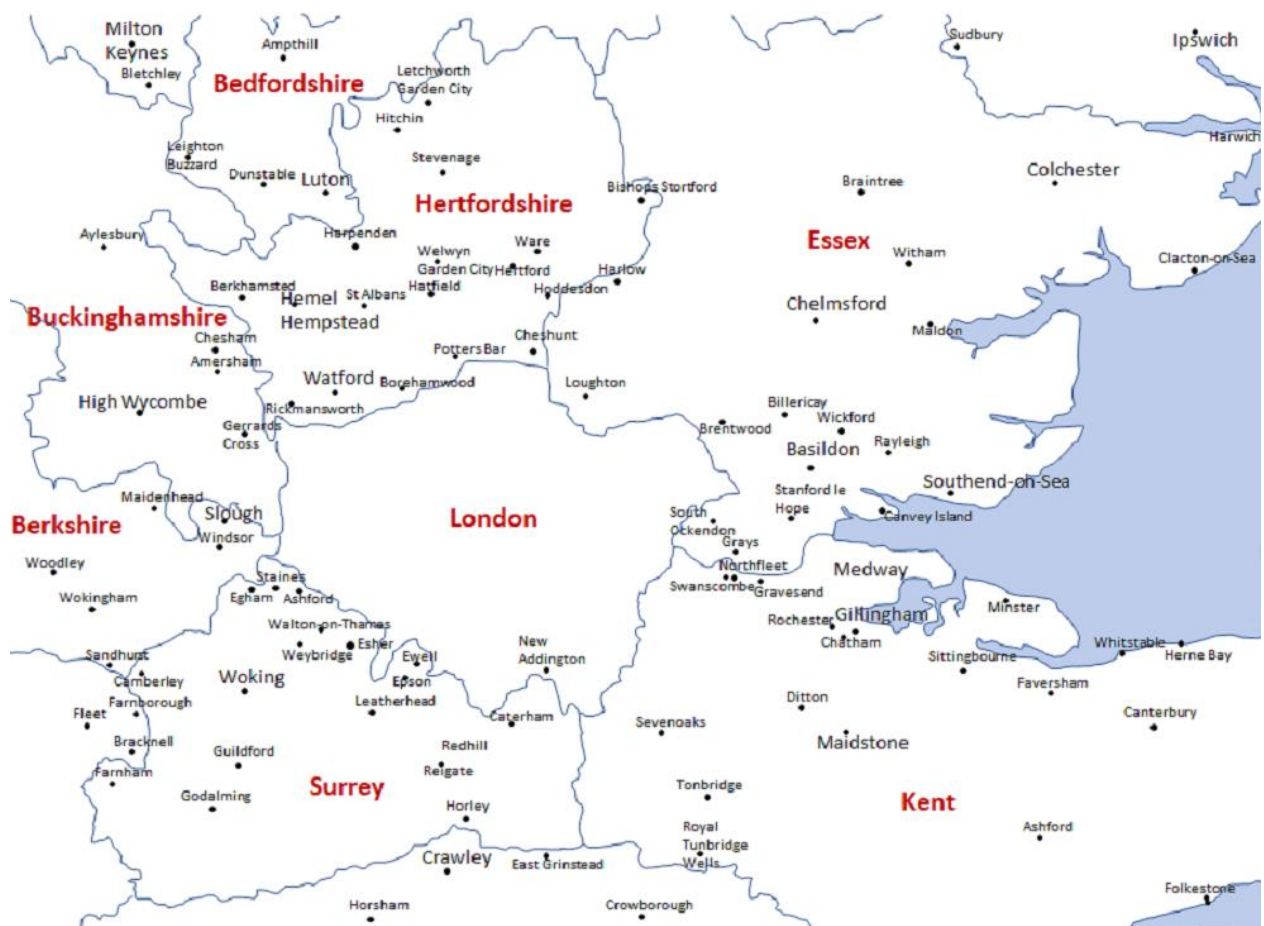 Milton
Keynes
Ampthill
Sudbury
Ipswich
Bletchley
Bedfordshire
Letchworth
Garden City
Hitchin
Harwich
Leighton
Buzzard
Stevenage
Dunstable
Luton
Bishops Stortford
Braintree
Colchester
Hertfordshire
Aylesbury
Harpenden
Welwyn
Garden City
Ware
Hertford
Essex
Witham
Clacton-on-Sea
Berkhamsted
Hemel
Hempstead
St Albans
Hatfield
Hoddesdon
Harlow
Chelmsford
Maldon
Buckinghamshire
Chesham
Amersham
Potters Bar
Cheshunt
High Wycombe
Watford
Borehamwood
Loughton
Rickmansworth
Gerrards
Cross
Billericay
Brentwood
Wickford
Basildon
Rayleigh
Maidenhead
Stanford le
Hope
Southend-oh-Sea
Berkshire
Slough
Windsor
London
South
Ockendon
Canvey Island
Grays
Woodley
Northfleet
Medway
Swanscombe
Gravesend
Staines
Egham
Ashford
Wokingham
Minster
Gillingham
Rochester
Chatham
Walton-on-Thames
Esher
Weybridge
Ewell
New
Addington
Whitstable
Herne Bay
Sandhurst
Camberley
Woking
Epson
Sittingbourne
Faversham
Farnborough
Fleet
Leatherhead
Caterham
Ditton
Canterbury
Sevenoaks
Maidstone
Bracknell
Guildford
Redhill
Reigate
Farnham
Godalming
Surrey
Tonbridge
Kent
Horley
Royal
Tunbridge
Wells
Ashford
Crawley
East Grinstead
Folkestone
Horsham
Crowborough